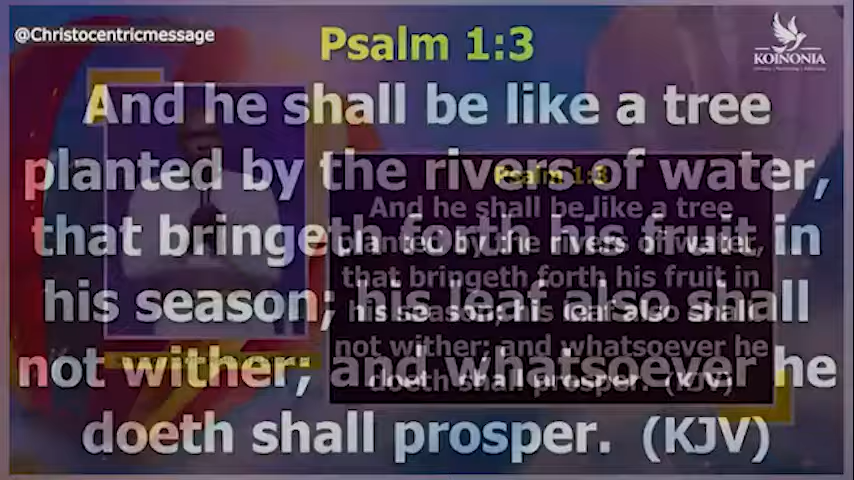 @Christocentricmessage
Psalm 1:3
KOINONIA
And he shall be like a tree
planted by the rivers of water,
that bringeth forth his fruit in
his season; his leaf also shall
not wither; and whatsoever he
doeth shall prosper. (KJV)
Psalm 1:3
And he shall be like a tree
planted by the rivers of water,
that bringeth forth his fruit in
his season; his leaf also shall
not wither; and whatsoever he
doeth shall prosper. (KJV)